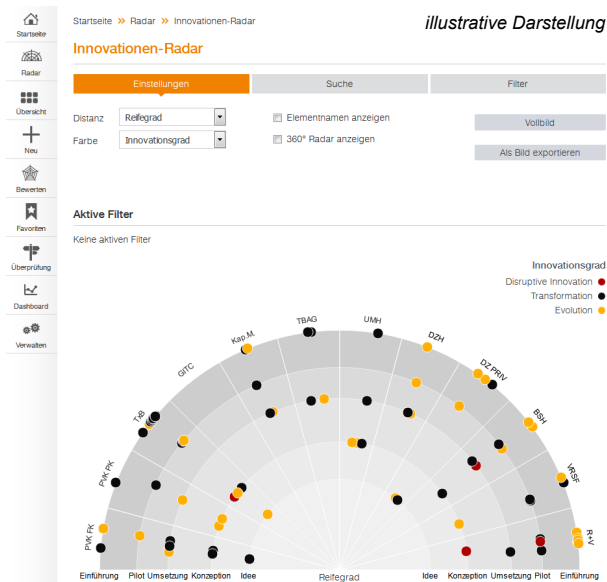 Startseite
Radar
Übersicht
Neu
Bewerten
Favoriten
Überprüfung
Dashboard
Verwalten
Startseite » Radar » Innovationen-Radar
illustrative Darstellung
Innovationen-Radar
Einstellungen Suche Filter
Distanz Reifegrad Elementnamen anzeigen Vollbild
Farbe Innovationsgrad 360° Radar anzeigen Als Bild exportieren
Aktive Filter
Keine aktiven Filter
Innovationsgrad
Disruptive Innovation
Transformation
Evolution
PVK FK
PVK PK
TxB
GITC
Kap.M.
TBAG
UMH
DZH
DZ PRIV
BSH
VRSF
R+V
Einführung Pilot Umsetzung Konzeption Idee Reifegrad Idee Konzeption Umsetzung Pilot Einführung